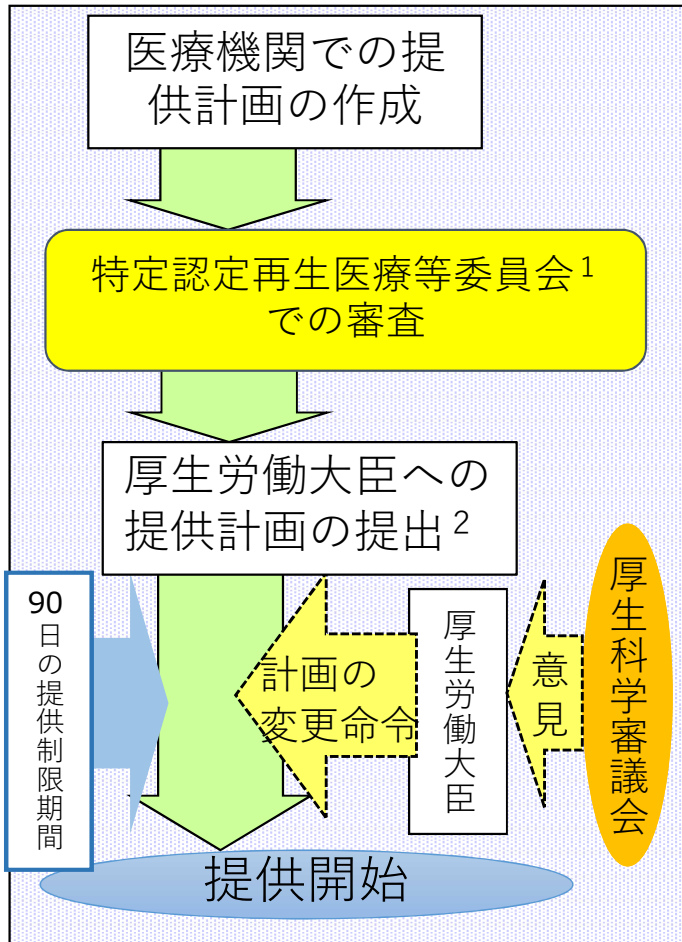 医療機関での提
供計画の作成
特定認定再生医療等委員会1
での審査
厚生労働大臣への
提供計画の提出2
90
日の提供制限期間
計画の
変更命令
厚生労働大臣
意見
厚生科学審議会
提供開始